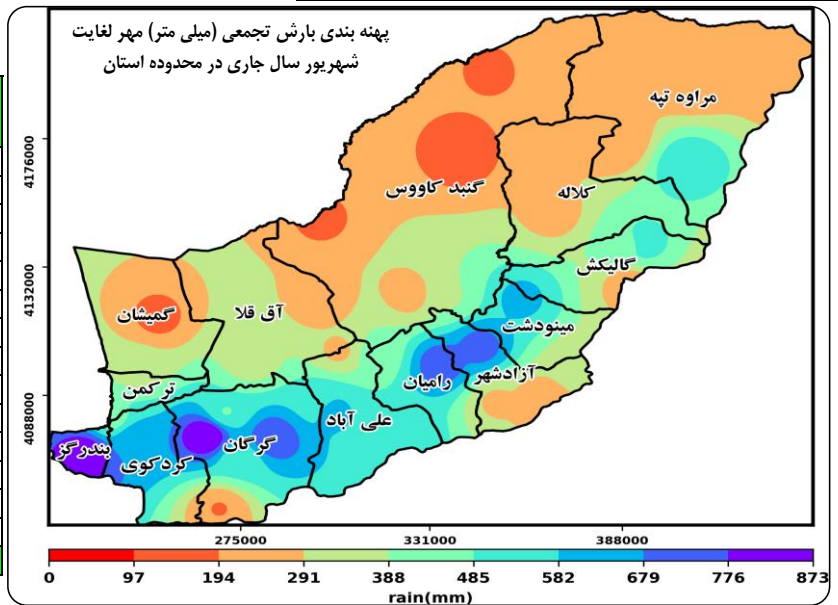 پهنه بندی بارش تجمعی (میلی متر) مهر لغایت
شهریور سال جاری در محدوده استان
مراوه تپه
گنبد کاووس
کلاله
گالیکش
گمیشان
آق قلا
مینودشت
ترکمن
رامیان
آزادشهر
علی آباد
بندرگز
کردکوی
گرگان
4176000
4132000
4088000
275000 331000 388000
0 97 194 291 388 485 582 679 776 873
rain(mm)